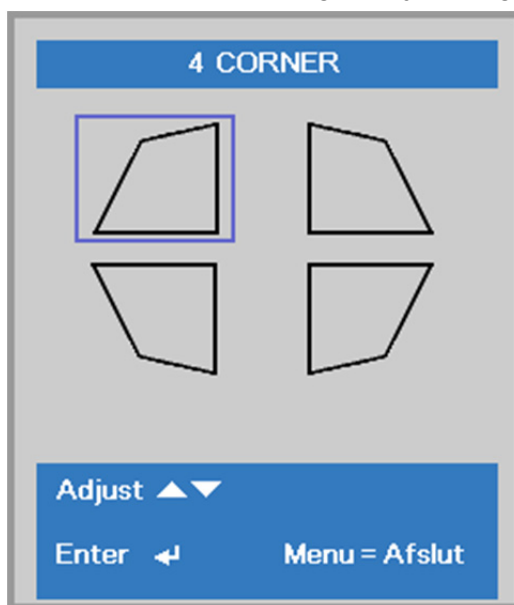 4 CORNER
Adjust ▲▼
Enter ↵ Menu = Afslut